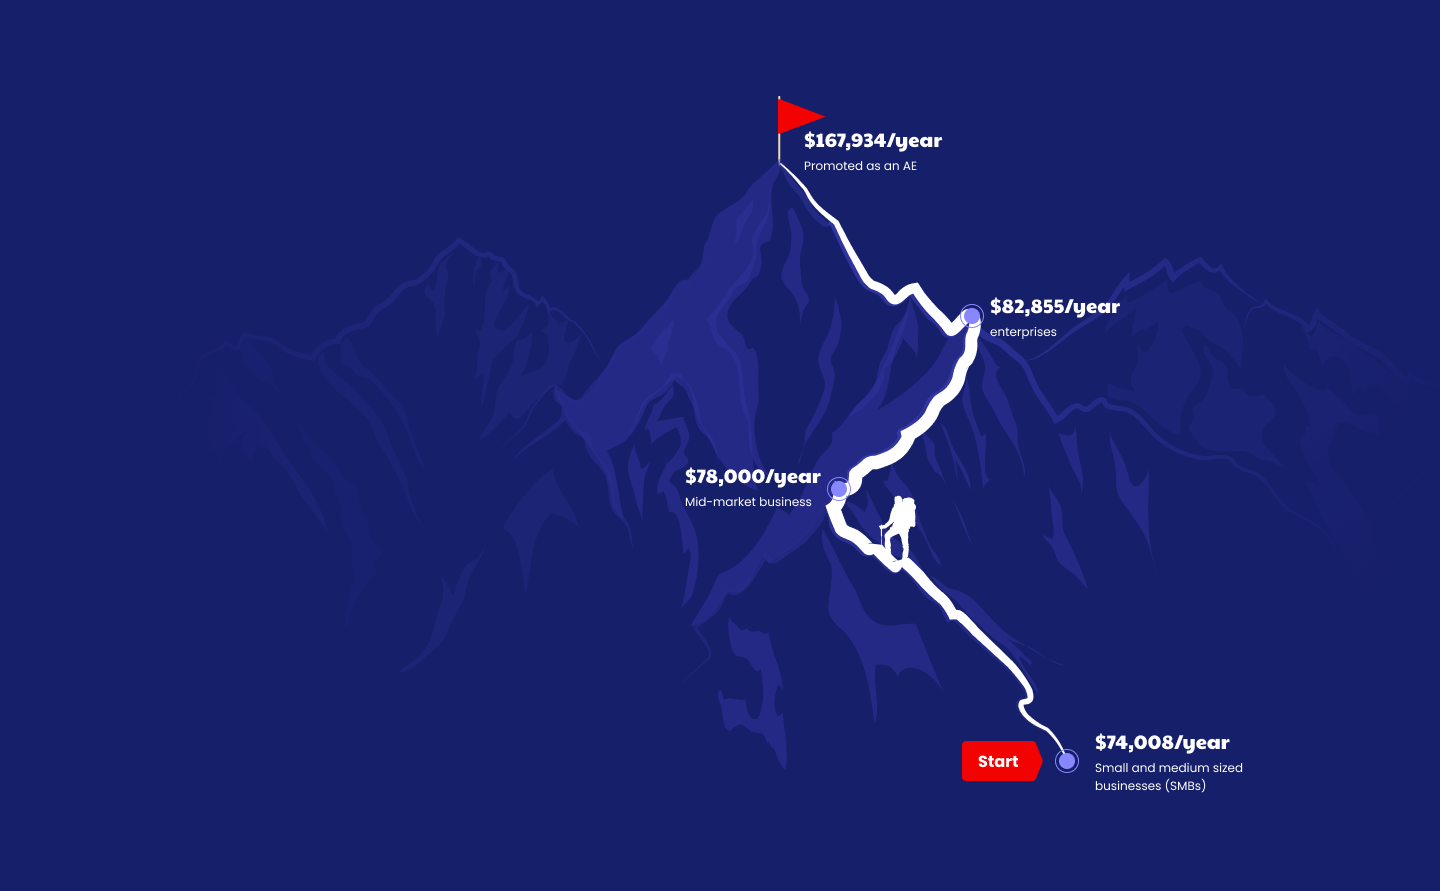 $167,934/year
Promoted as an AE
$82,855/year
enterprises
$78,000/year
Mid-market business
Start
$74,008/year
Small and medium sized
businesses (SMBs)